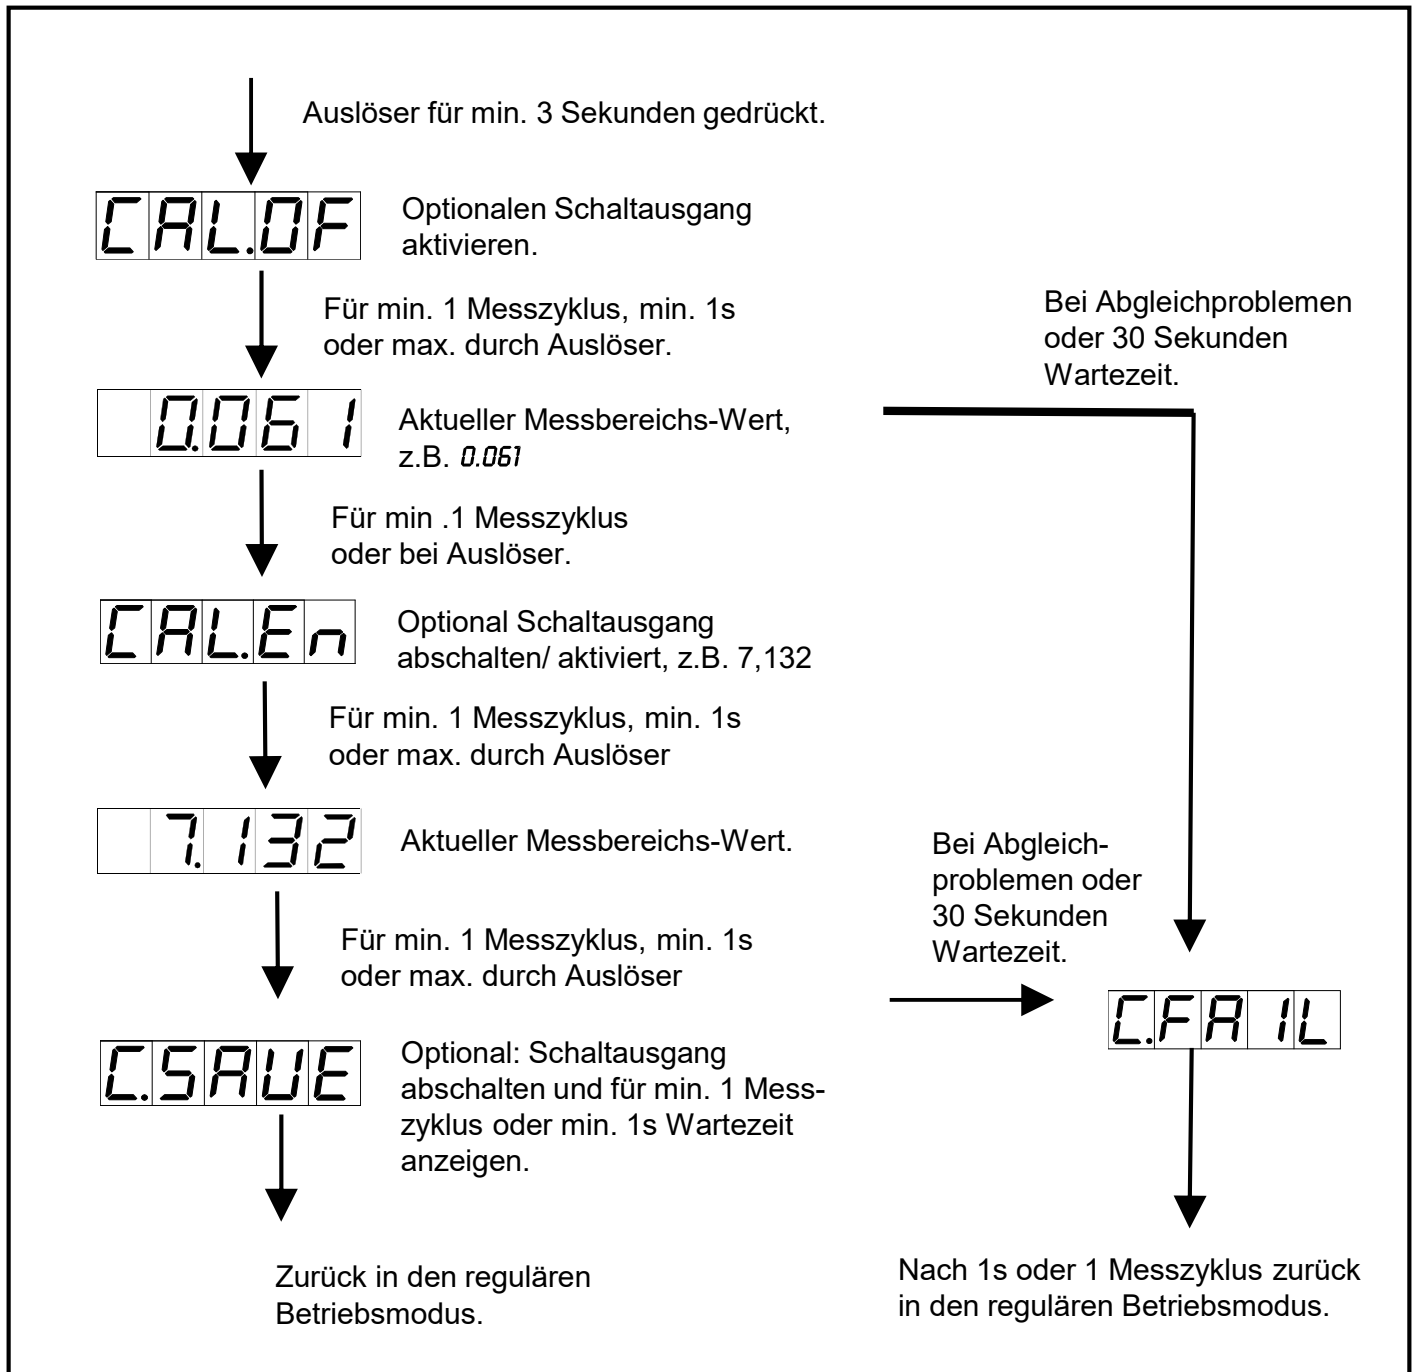 Auslöser für min. 3 Sekunden gedrückt.
CAL.OF
Optionalen Schaltausgang
aktivieren.
Für min. 1 Messzyklus, min. 1s
oder max. durch Auslöser.
Bei Abgleichproblemen
oder 30 Sekunden
Wartezeit.
0.061
Aktueller Messbereichs-Wert,
z.B. 0.061
Für min .1 Messzyklus
oder bei Auslöser.
CAL.En
Optional Schaltausgang
abschalten/ aktiviert, z.B. 7,132
Für min. 1 Messzyklus, min. 1s
oder max. durch Auslöser
7.132
Aktueller Messbereichs-Wert.
Bei Abgleich-
problemen oder
30 Sekunden
Wartezeit.
Für min. 1 Messzyklus, min. 1s
oder max. durch Auslöser
C.FAIL
C.SAVE
Optional: Schaltausgang
abschalten und für min. 1 Mess-
zyklus oder min. 1s Wartezeit
anzeigen.
Zurück in den regulären
Betriebsmodus.
Nach 1s oder 1 Messzyklus zurück
in den regulären Betriebsmodus.